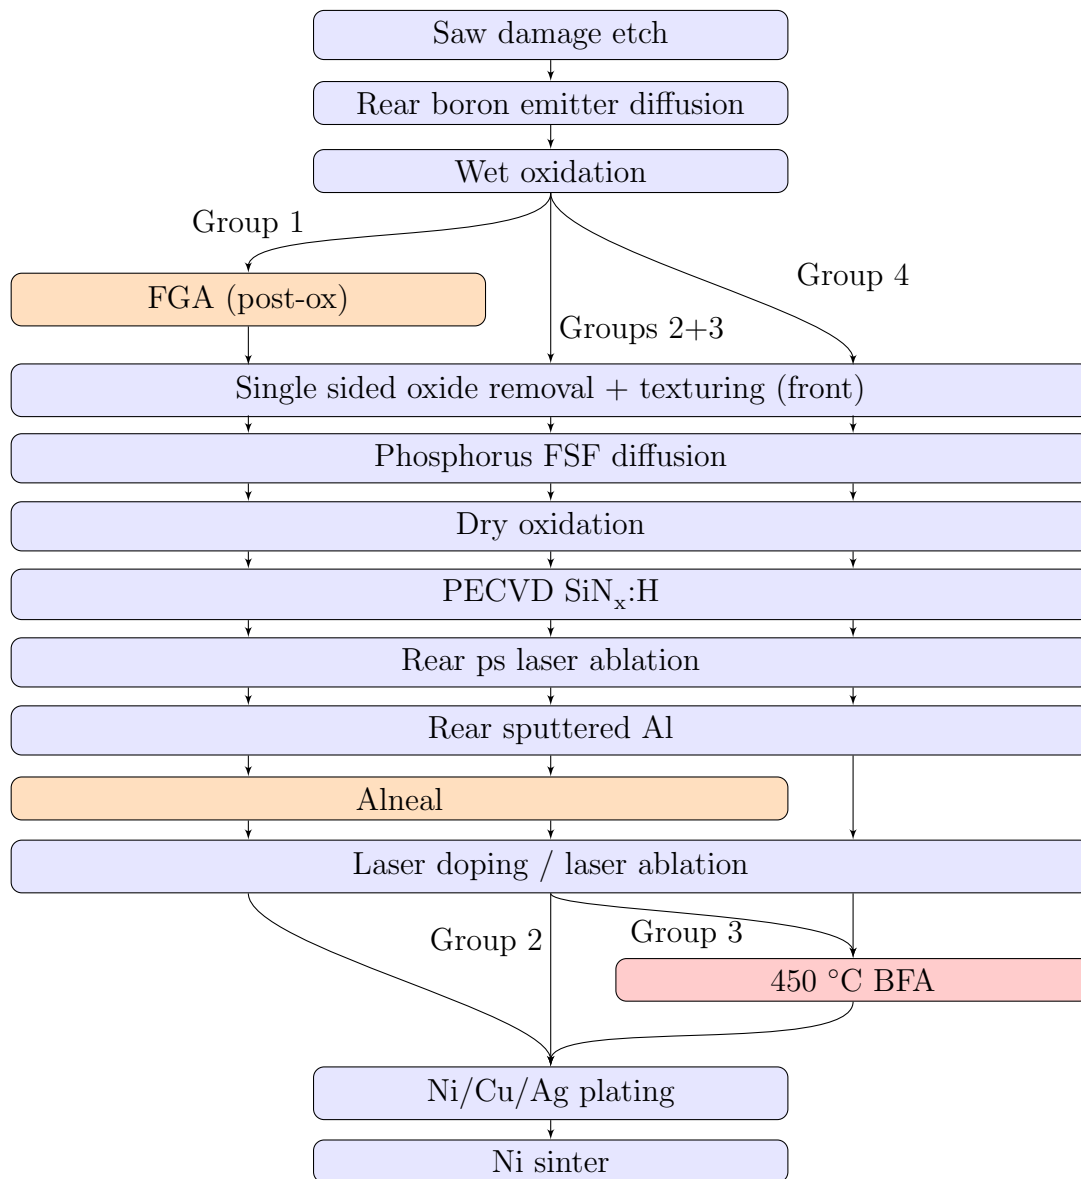 Saw damage etch
Rear boron emitter diffusion
Wet oxidation
Group 1
Group 4
FGA (post-ox)
Groups 2+3
Single sided oxide removal + texturing (front)
Phosphorus FSF diffusion
Dry oxidation
PECVD SiNₓ:H
Rear ps laser ablation
Rear sputtered Al
Alneal
Laser doping / laser ablation
Group 2
Group 3
450 °C BFA
Ni/Cu/Ag plating
Ni sinter